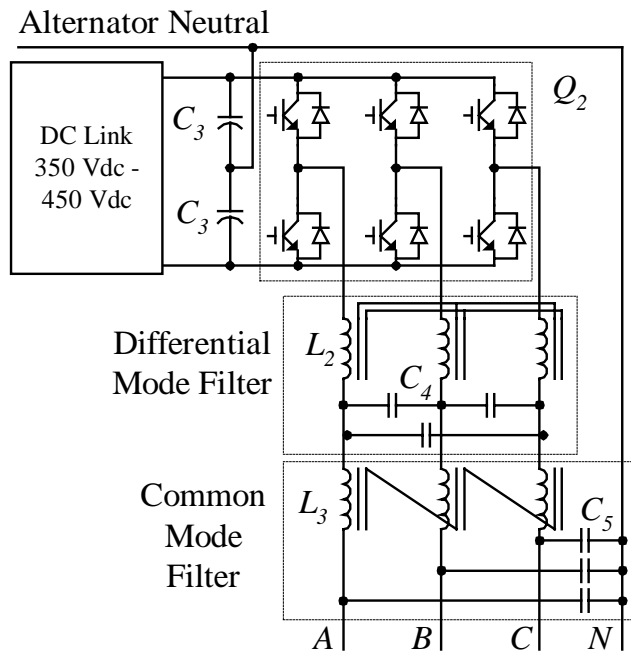 Alternator Neutral
DC Link
350 Vdc -
450 Vdc
C3
C3
Q2
Differential
Mode Filter
L2
C4
Common
Mode
Filter
L3
C5
A B C N